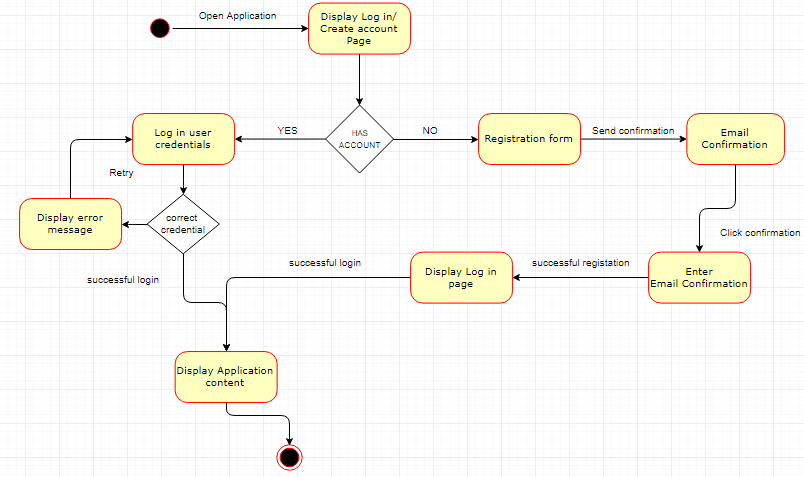 Open Application
Display Log in/
Create account
Page
Log in user
credentials
YES
HAS
ACCOUNT
NO
Registration form
Send confirmation
Email
Confirmation
Retry
Display error
message
correct
credential
Click confirmation
successful login
successful login
Display Log in
page
successful registation
Enter
Email Confirmation
Display Application
content